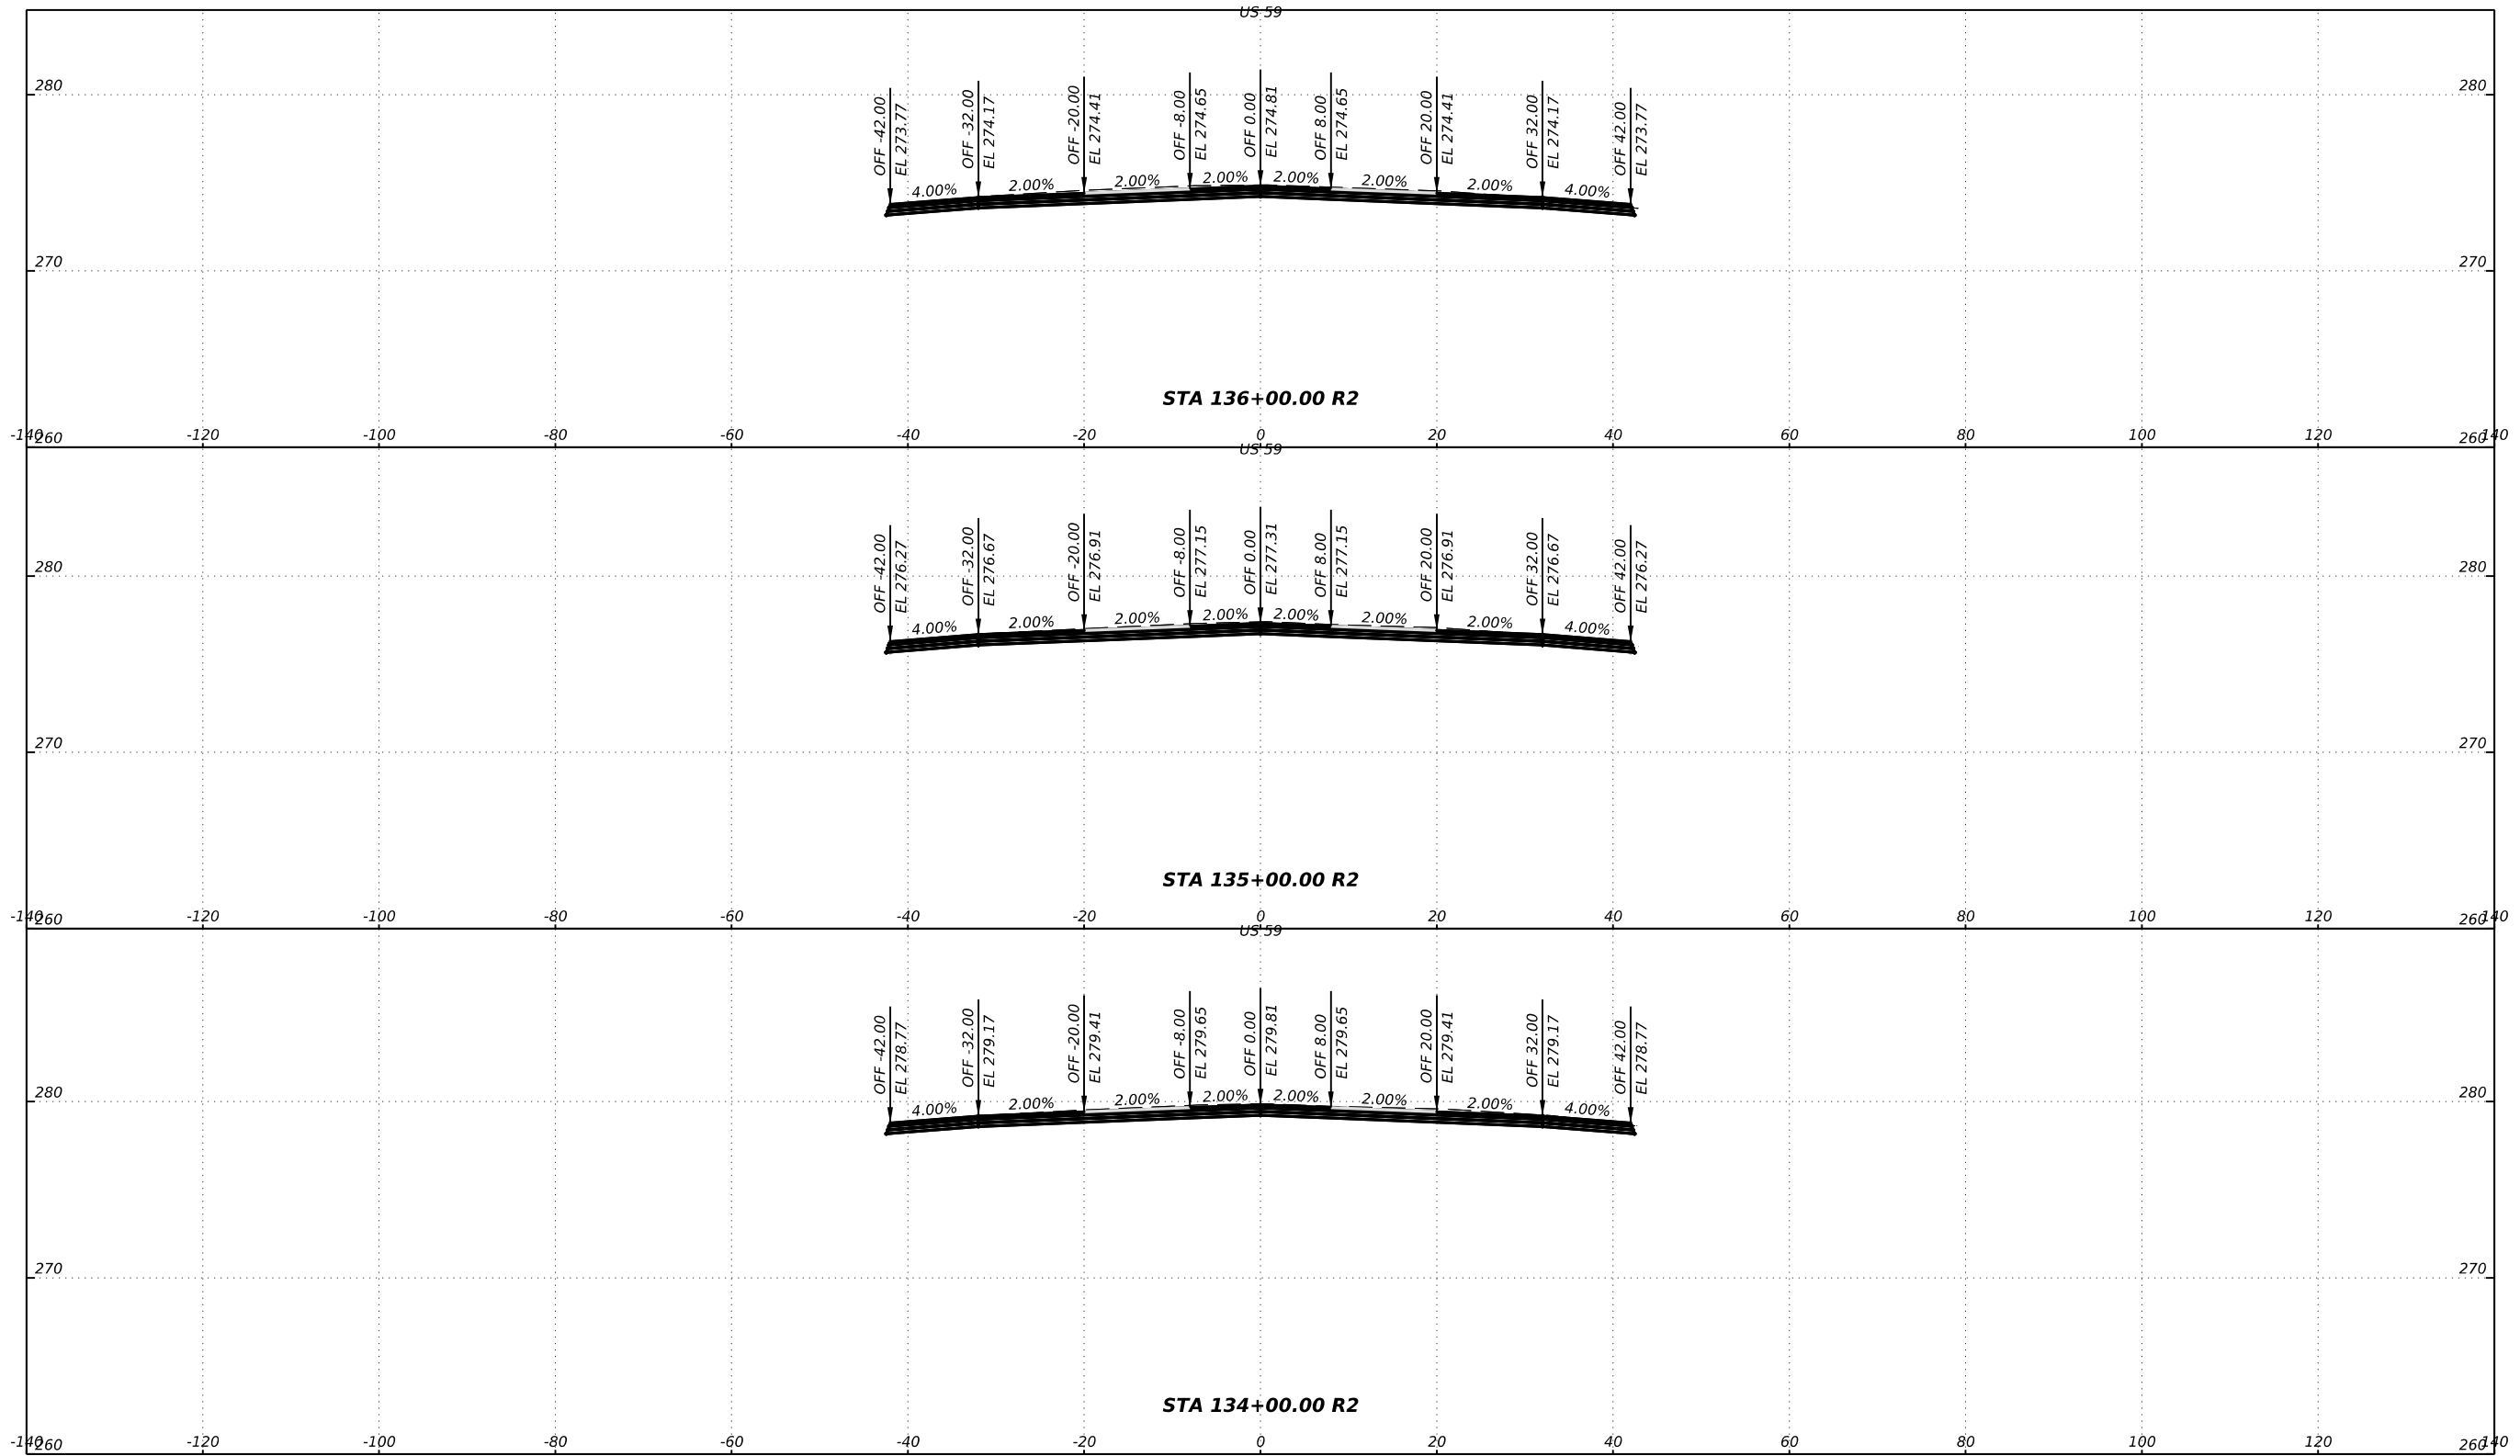 US 59
280 280
OFF -42.00 EL 273.77 OFF -32.00 EL 274.17 OFF -20.00 EL 274.41 OFF -8.00 EL 274.65 OFF 0.00 EL 274.81 OFF 8.00 EL 274.65 OFF 20.00 EL 274.41 OFF 32.00 EL 274.17 OFF 42.00 EL 273.77
4.00% 2.00% 2.00% 2.00% 2.00% 2.00% 2.00% 4.00%
270 270
STA 136+00.00 R2
260 260
-140 -120 -100 -80 -60 -40 -20 0 20 40 60 80 100 120 140
US 59
OFF -42.00 EL 276.27 OFF -32.00 EL 276.67 OFF -20.00 EL 276.91 OFF -8.00 EL 277.15 OFF 0.00 EL 277.31 OFF 8.00 EL 277.15 OFF 20.00 EL 276.91 OFF 32.00 EL 276.67 OFF 42.00 EL 276.27
280 280
4.00% 2.00% 2.00% 2.00% 2.00% 2.00% 2.00% 4.00%
270 270
STA 135+00.00 R2
260 260
-140 -120 -100 -80 -60 -40 -20 0 20 40 60 80 100 120 140
US 59
OFF -42.00 EL 278.77 OFF -32.00 EL 279.17 OFF -20.00 EL 279.41 OFF -8.00 EL 279.65 OFF 0.00 EL 279.81 OFF 8.00 EL 279.65 OFF 20.00 EL 279.41 OFF 32.00 EL 279.17 OFF 42.00 EL 278.77
280 280
4.00% 2.00% 2.00% 2.00% 2.00% 2.00% 2.00% 4.00%
270 270
STA 134+00.00 R2
260 260
-140 -120 -100 -80 -60 -40 -20 0 20 40 60 80 100 120 140